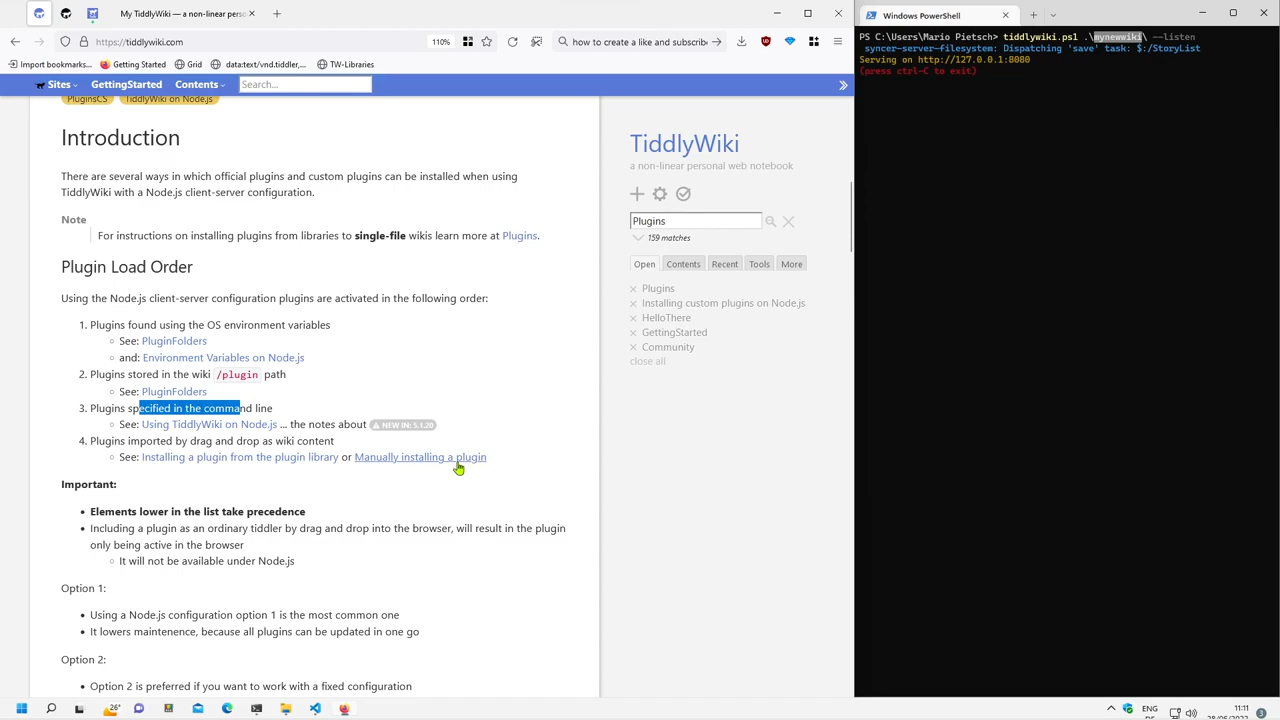 My TiddlyWiki — a non-linear perso
https://tiddlywiki.com
110%
how to create a like and subscribe
Import bookmarks...
Getting Started
Grid
data:text/vnd.tiddler,...
TW-Libraries
Sites
GettingStarted
Contents
Search...
PluginsCS
TiddlyWiki on Node.js
Introduction
There are several ways in which official plugins and custom plugins can be installed when using
TiddlyWiki with a Node.js client-server configuration.
Note
For instructions on installing plugins from libraries to single-file wikis learn more at Plugins.
Plugin Load Order
Using the Node.js client-server configuration plugins are activated in the following order:
1. Plugins found using the OS environment variables
See: PluginFolders
and: Environment Variables on Node.js
2. Plugins stored in the wiki /plugin path
See: PluginFolders
3. Plugins specified in the command line
See: Using TiddlyWiki on Node.js ... the notes about NEW IN: 5.1.20
4. Plugins imported by drag and drop as wiki content
See: Installing a plugin from the plugin library or Manually installing a plugin
Important:
Elements lower in the list take precedence
Including a plugin as an ordinary tiddler by drag and drop into the browser, will result in the plugin
only being active in the browser
It will not be available under Node.js
Option 1:
Using a Node.js configuration option 1 is the most common one
It lowers maintenence, because all plugins can be updated in one go
Option 2:
Option 2 is preferred if you want to work with a fixed configuration
TiddlyWiki
a non-linear personal web notebook
Plugins
159 matches
Open
Contents
Recent
Tools
More
Plugins
Installing custom plugins on Node.js
HelloThere
GettingStarted
Community
close all
Windows PowerShell
PS C:\Users\Mario Pietsch> tiddlywiki.ps1 .\mynewwiki\ --listen
syncer-server-filesystem: Dispatching 'save' task: $:/StoryList
Serving on http://127.0.0.1:8080
(press ctrl-C to exit)
26°
ENG
11:11
28/06/2022
3